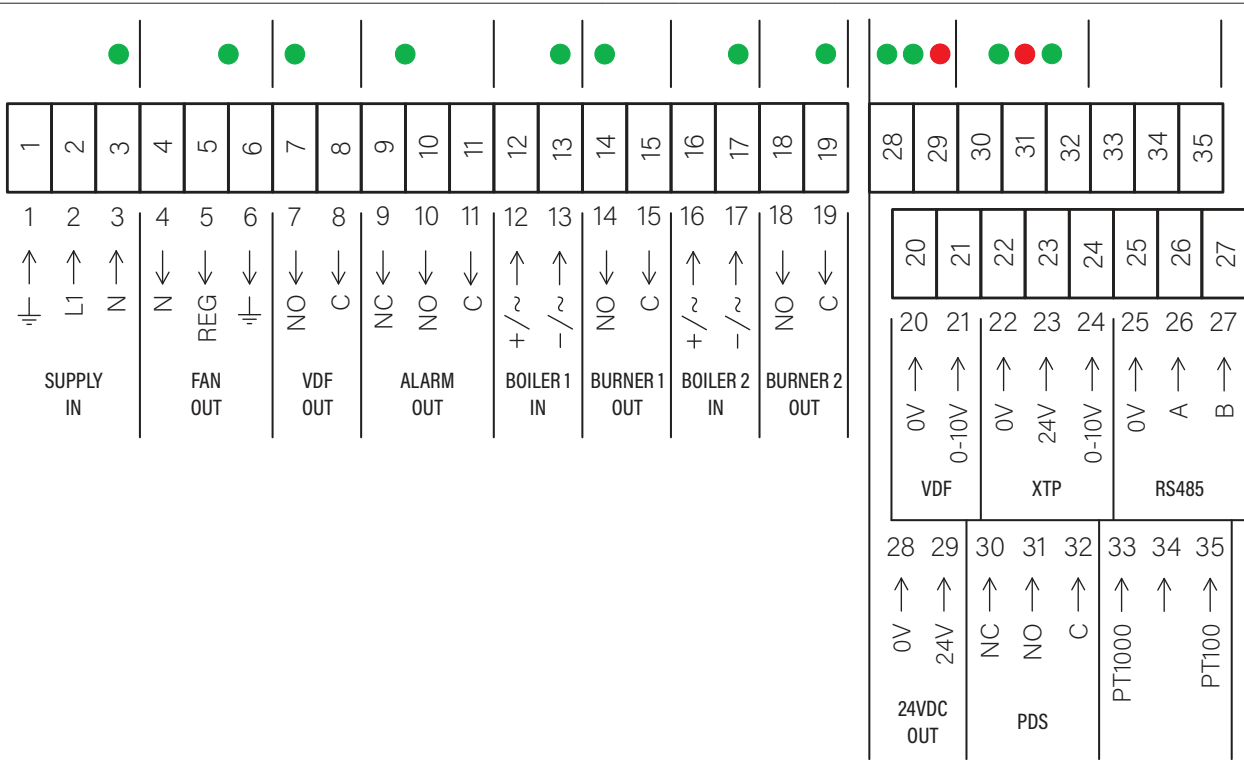 1 2 3 4 5 6 7 8 9 10 11 12 13 14 15 16 17 18 19
28 29 30 31 32 33 34 35
1 2 3 4 5 6 7 8 9 10 11 12 13 14 15 16 17 18 19
L1 N N REG NO C NC NO C +/~ -/~ NO C +/~ -/~ NO C
SUPPLY IN
FAN OUT
VDF OUT
ALARM OUT
BOILER 1 IN
BURNER 1 OUT
BOILER 2 IN
BURNER 2 OUT
20 21 22 23 24 25 26 27
20 21 22 23 24 25 26 27
0V 0-10V 0V 24V 0-10V 0V A B
VDF XTP RS485
28 29 30 31 32 33 34 35
0V 24V NC NO C PT1000 PT100
24VDC OUT
PDS